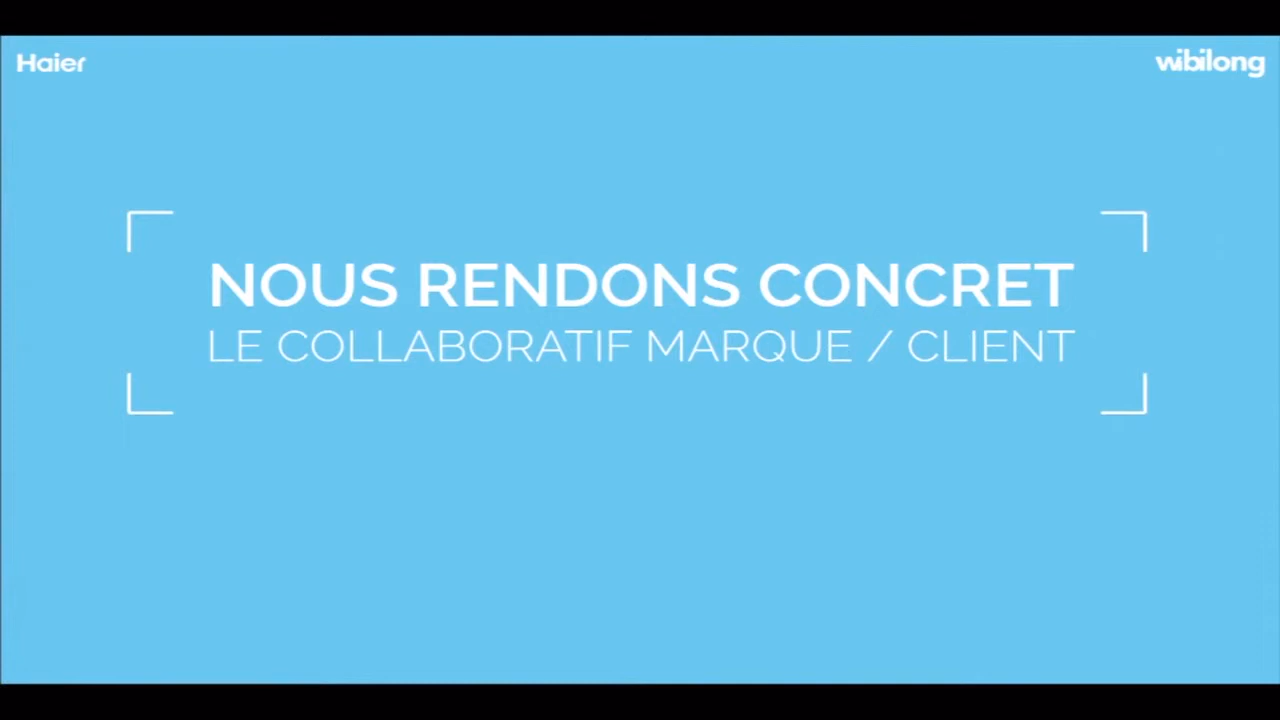 Haier
wibilong
NOUS RENDONS CONCRET
LE COLLABORATIF MARQUE / CLIENT